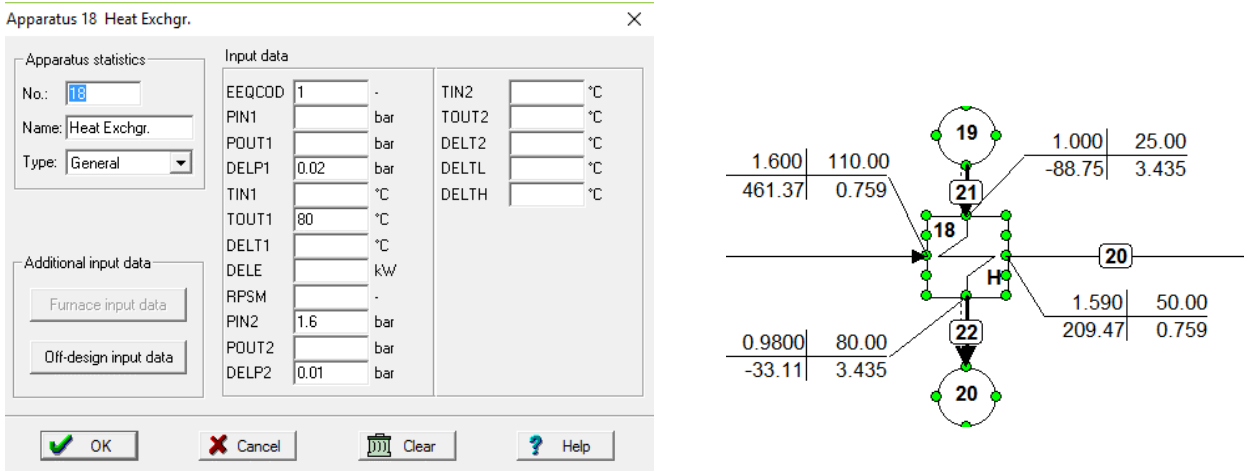 Apparatus 18 Heat Exchgr.
Apparatus statistics
No.: 18
Name: Heat Exchgr.
Type: General
Additional input data
Furnace input data
Off-design input data
Input data
EEQCOD 1 -
PIN1 bar
POUT1 bar
DELP1 0.02 bar
TIN1 °C
TOUT1 80 °C
DELT1 °C
DELE kW
RPSM -
PIN2 1.6 bar
POUT2 bar
DELP2 0.01 bar
TIN2 °C
TOUT2 °C
DELT2 °C
DELTL °C
DELTH °C
OK
Cancel
Clear
? Help
19
1.000 25.00
-88.75 3.435
1.600 110.00
461.37 0.759
21
18
20
H
1.590 50.00
209.47 0.759
0.9800 80.00
-33.11 3.435
22
20